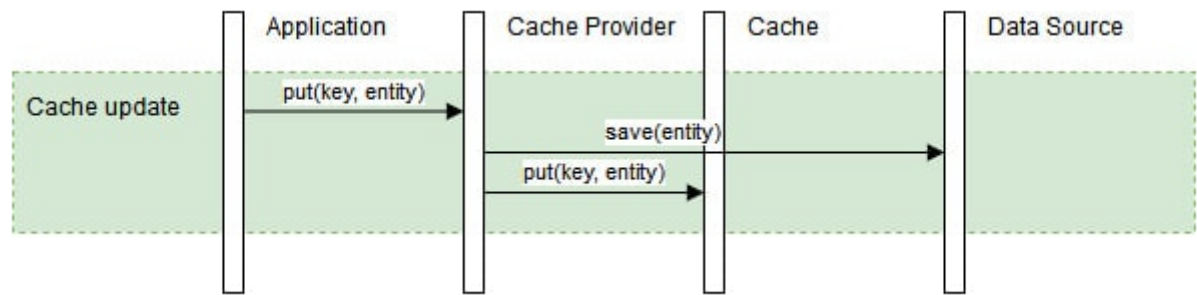 Application
Cache Provider
Cache
Data Source
Cache update
put(key, entity)
save(entity)
put(key, entity)